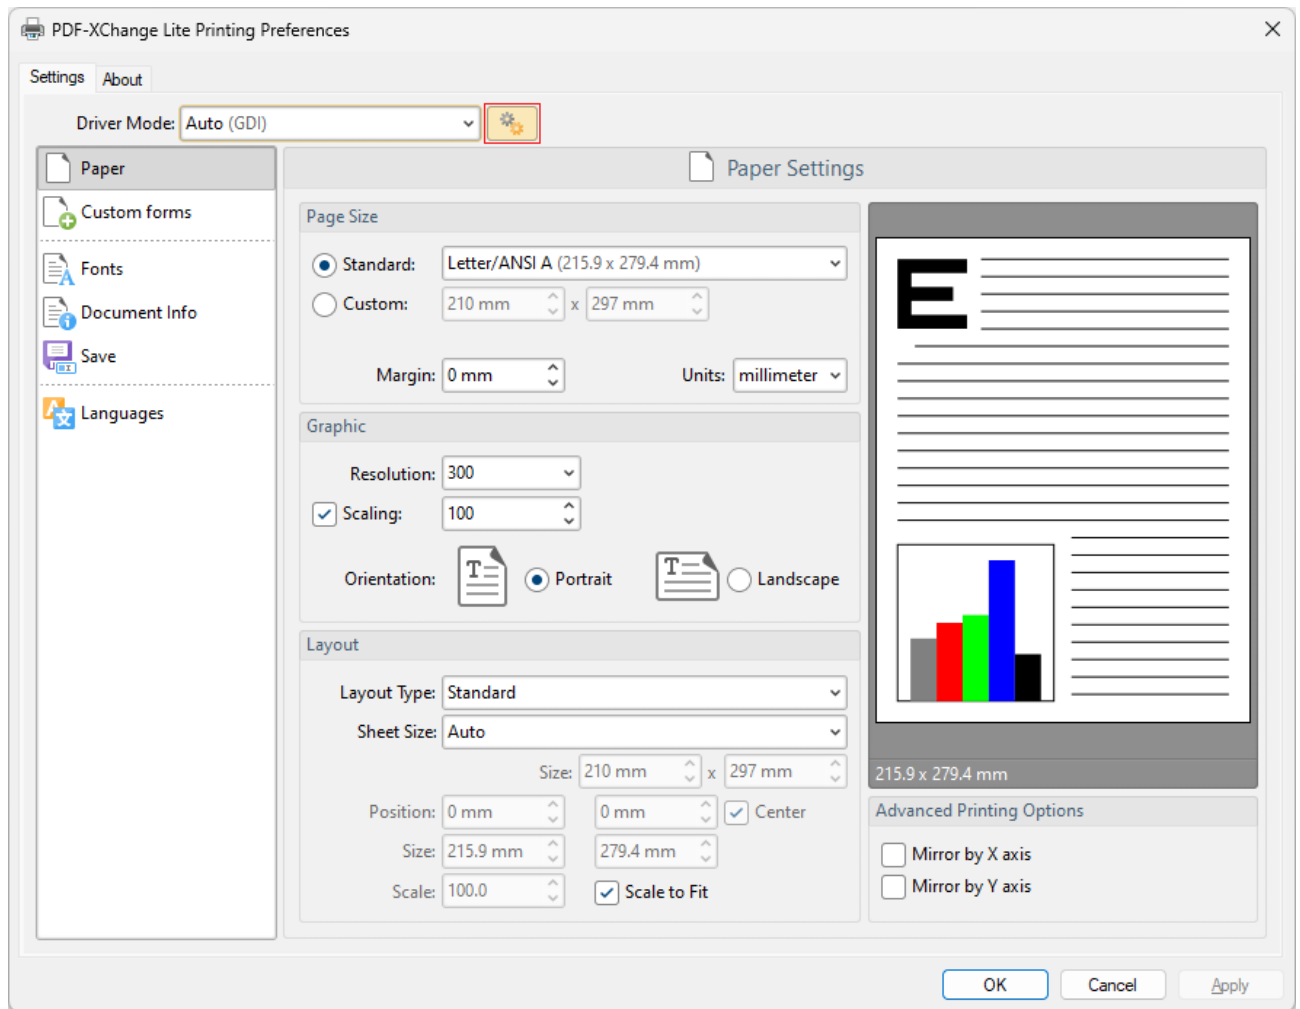 PDF-XChange Lite Printing Preferences
Settings About
Driver Mode: Auto (GDI)
Paper
Custom forms
Fonts
Document Info
Save
Languages
Paper Settings
Page Size
Standard: Letter/ANSI A (215.9 x 279.4 mm)
Custom: 210 mm x 297 mm
Margin: 0 mm Units: millimeter
Graphic
Resolution: 300
Scaling: 100
Orientation: T Portrait T Landscape
Layout
Layout Type: Standard
Sheet Size: Auto
Size: 210 mm x 297 mm
Position: 0 mm 0 mm Center
Size: 215.9 mm 279.4 mm
Scale: 100.0 Scale to Fit
E
215.9 x 279.4 mm
Advanced Printing Options
Mirror by X axis
Mirror by Y axis
OK Cancel Apply